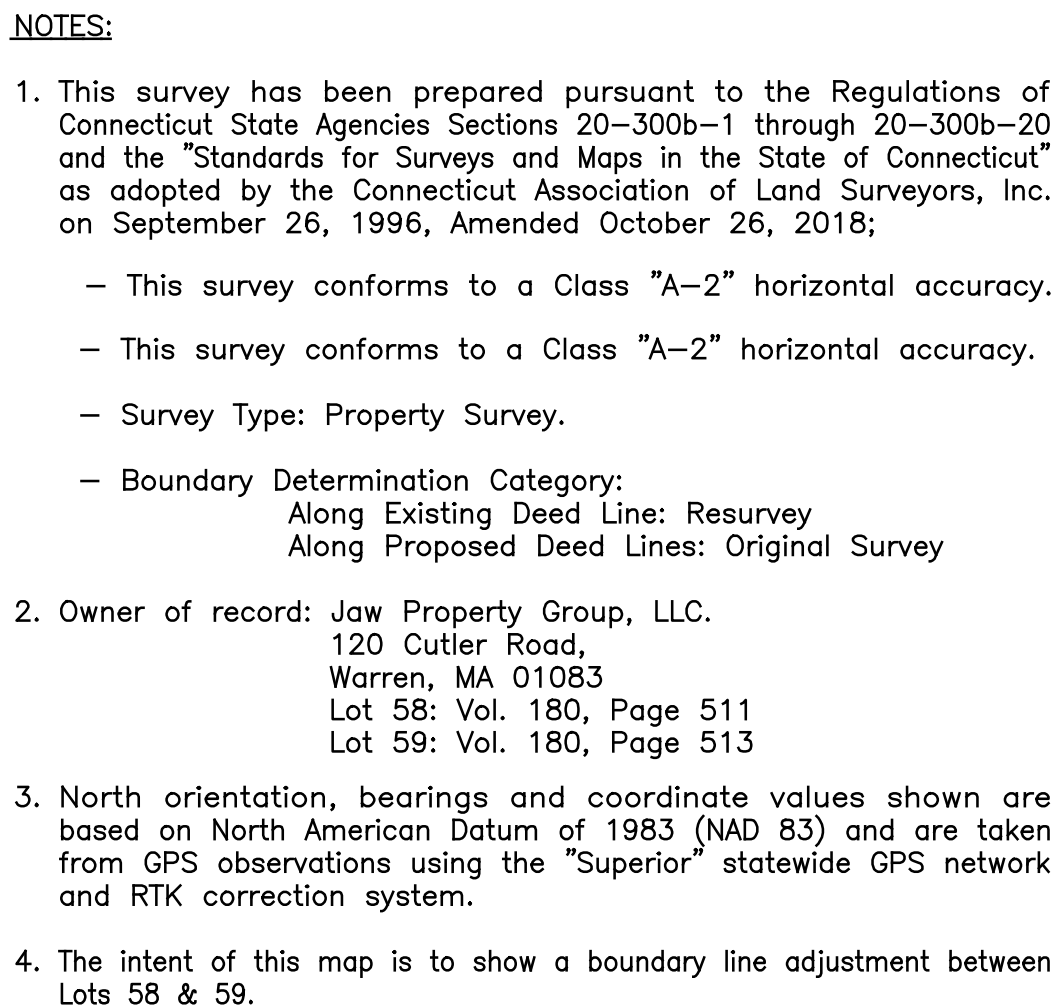 NOTES:
1. This survey has been prepared pursuant to the Regulations of
Connecticut State Agencies Sections 20–300b–1 through 20–300b–20
and the "Standards for Surveys and Maps in the State of Connecticut"
as adopted by the Connecticut Association of Land Surveyors, Inc.
on September 26, 1996, Amended October 26, 2018;
– This survey conforms to a Class "A–2" horizontal accuracy.
– This survey conforms to a Class "A–2" horizontal accuracy.
– Survey Type: Property Survey.
– Boundary Determination Category:
Along Existing Deed Line: Resurvey
Along Proposed Deed Lines: Original Survey
2. Owner of record: Jaw Property Group, LLC.
120 Cutler Road,
Warren, MA 01083
Lot 58: Vol. 180, Page 511
Lot 59: Vol. 180, Page 513
3. North orientation, bearings and coordinate values shown are
based on North American Datum of 1983 (NAD 83) and are taken
from GPS observations using the "Superior" statewide GPS network
and RTK correction system.
4. The intent of this map is to show a boundary line adjustment between
Lots 58 & 59.